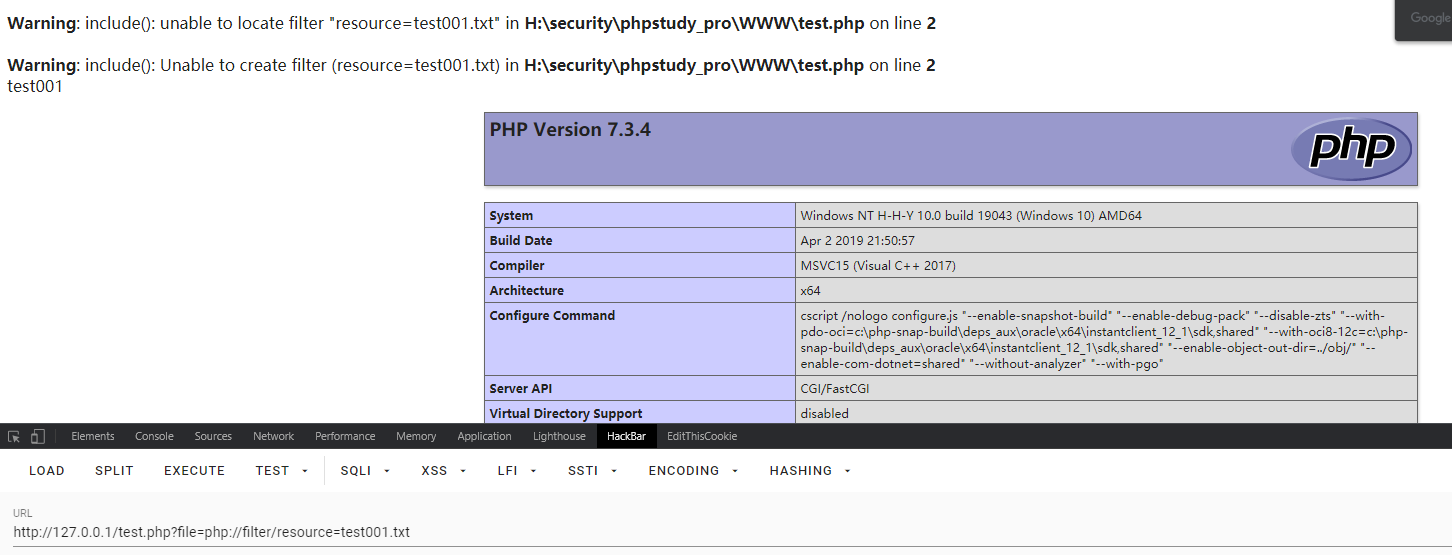 Warning: include(): unable to locate filter "resource=test001.txt" in H:\security\phpstudy_pro\WWW\test.php on line 2
Google
Warning: include(): Unable to create filter (resource=test001.txt) in H:\security\phpstudy_pro\WWW\test.php on line 2
test001
PHP Version 7.3.4
php
System Windows NT H-H-Y 10.0 build 19043 (Windows 10) AMD64
Build Date Apr 2 2019 21:50:57
Compiler MSVC15 (Visual C++ 2017)
Architecture x64
Configure Command cscript /nologo configure.js "--enable-snapshot-build" "--enable-debug-pack" "--disable-zts" "--with-
pdo-oci=c:\php-snap-build\deps_aux\oracle\x64\instantclient_12_1\sdk,shared" "--with-oci8-12c=c:\php-
snap-build\deps_aux\oracle\x64\instantclient_12_1\sdk,shared" "--enable-object-out-dir=../obj/" "--
enable-com-dotnet=shared" "--without-analyzer" "--with-pgo"
Server API CGI/FastCGI
Virtual Directory Support disabled
Elements Console Sources Network Performance Memory Application Lighthouse HackBar EditThisCookie
LOAD SPLIT EXECUTE TEST SQLI XSS LFI SSTI ENCODING HASHING
URL
http://127.0.0.1/test.php?file=php://filter/resource=test001.txt